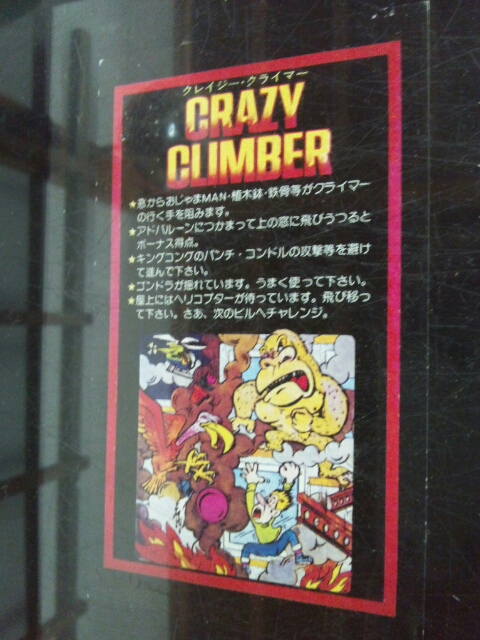 クレイジー・クライマー
CRAZY
CLIMBER
★窓からおじゃまMAN・植木鉢・鉄骨等がクライマー
の行く手を阻みます。
★アドバルーンにつかまって上の窓に飛びうつると
ボーナス得点。
★キングコングのパンチ・コンドルの攻撃等を避け
て進んで下さい。
★ゴンドラが揺れています。うまく使って下さい。
★屋上にはヘリコプターが待っています。飛び移っ
て下さい。さあ、次のビルへチャレンジ。